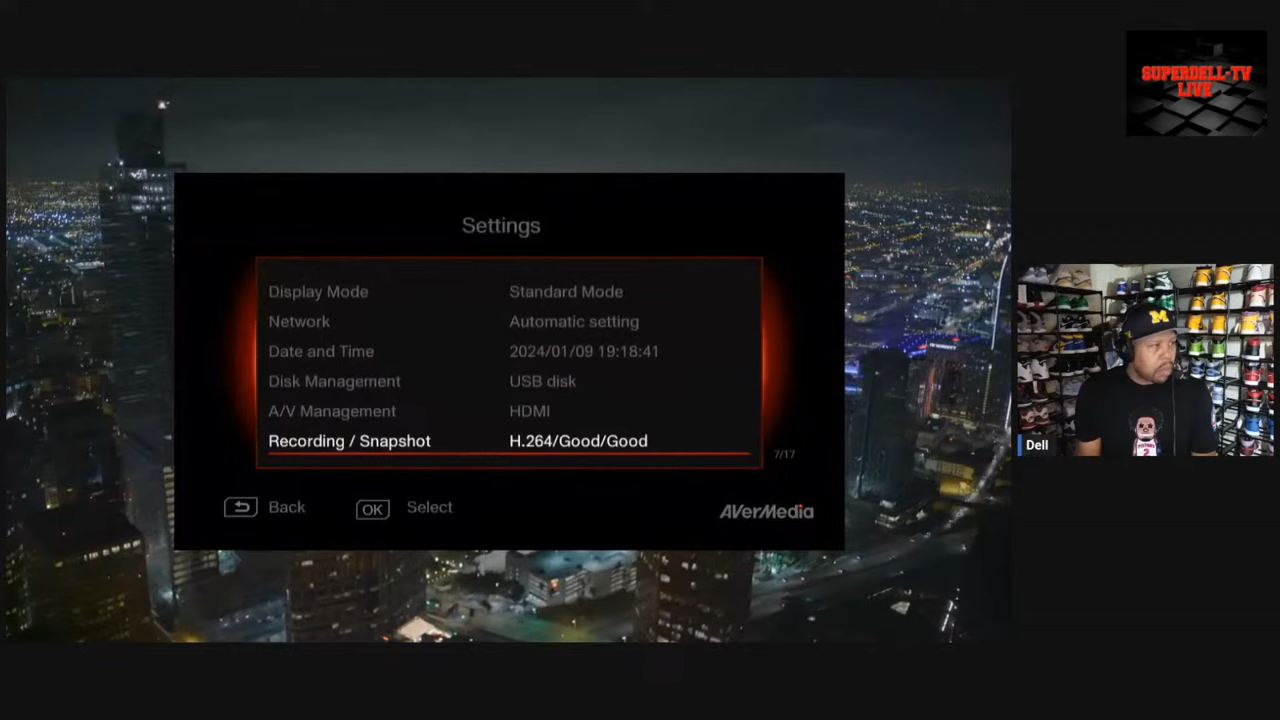 SUPERDELL-TV
LIVE
Settings
Display Mode Standard Mode
Network Automatic setting
Date and Time 2024/01/09 19:18:41
Disk Management USB disk
A/V Management HDMI
Recording / Snapshot H.264/Good/Good
7/17
Back OK Select
AVerMedia
Dell
M
PISTONS
2